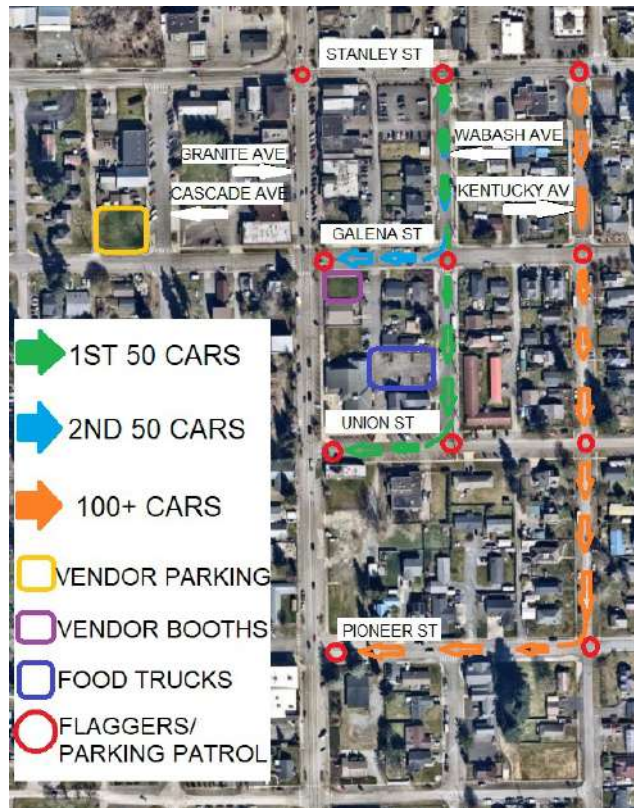 STANLEY ST
WABASH AVE
GRANITE AVE
KENTUCKY AV
CASCADE AVE
GALENA ST
1ST 50 CARS
2ND 50 CARS
UNION ST
100+ CARS
VENDOR PARKING
VENDOR BOOTHS
PIONEER ST
FOOD TRUCKS
FLAGGERS/
PARKING PATROL